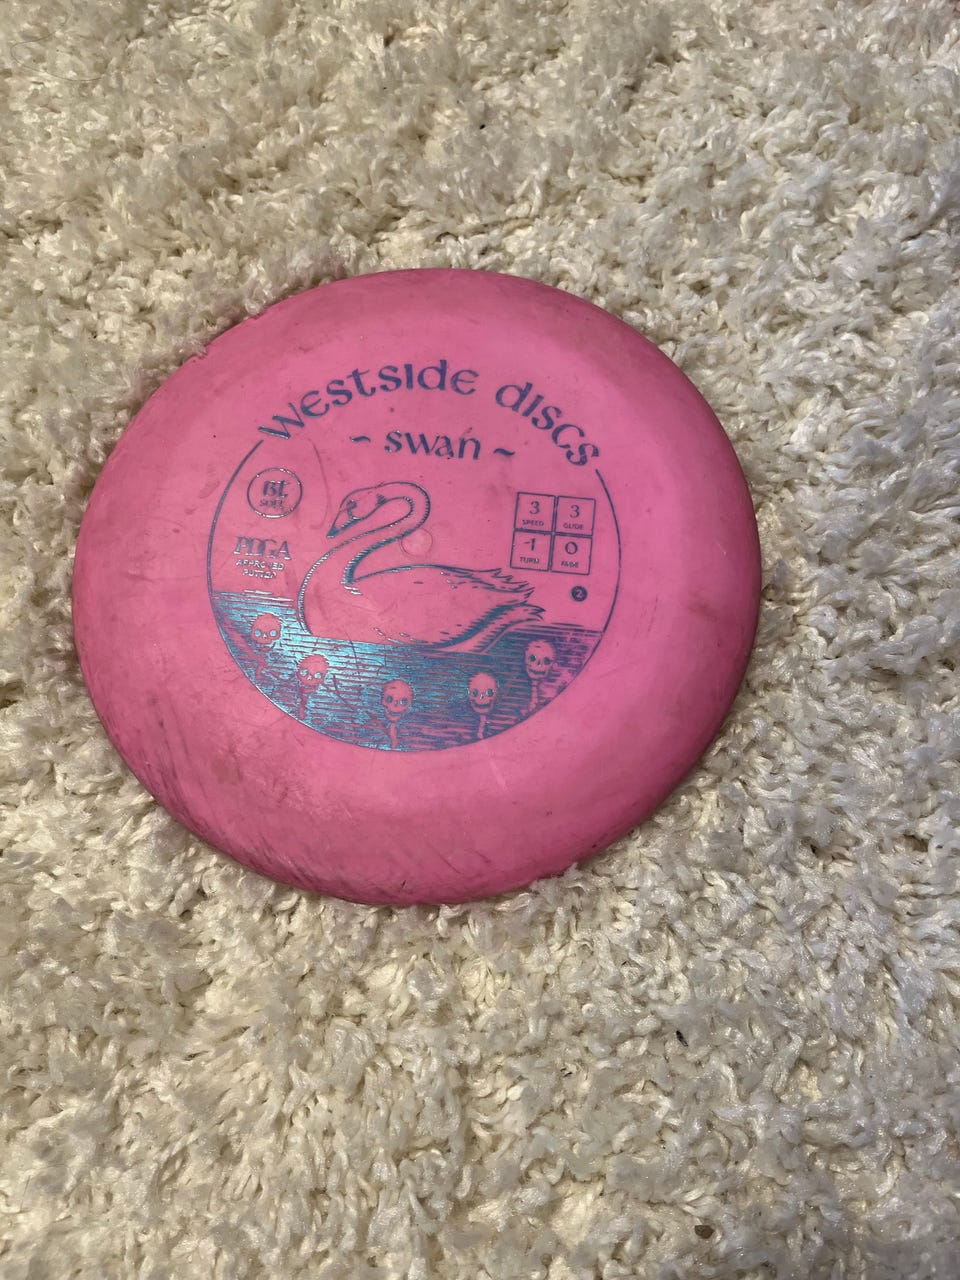 westside discs
~ swan ~
BT
SOFT
PDGA
APPROVED
PUTTER
3 3
SPEED GLIDE
-1 0
TURN FADE
2